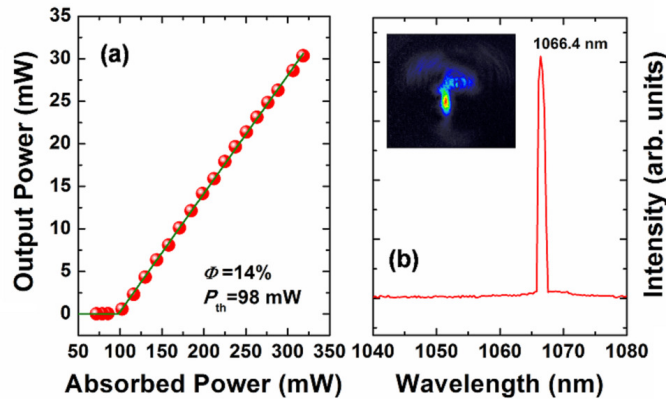 (a)
Output Power (mW)
35
30
25
20
15
10
5
0
Φ=14%
Pth=98 mW
50 100 150 200 250 300 350
Absorbed Power (mW)
1066.4 nm
(b)
Intensity (arb. units)
1040 1050 1060 1070 1080
Wavelength (nm)